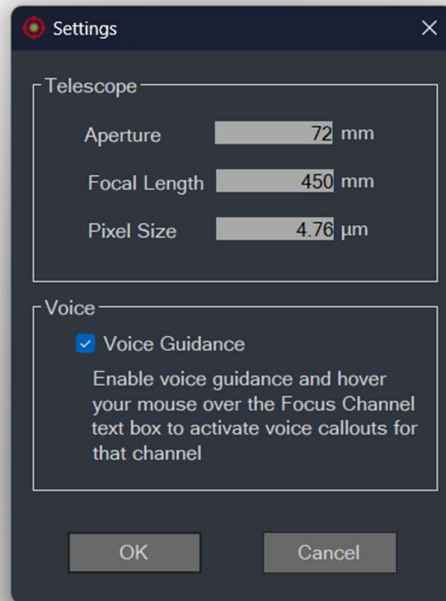 Settings
Telescope
Aperture 72 mm
Focal Length 450 mm
Pixel Size 4.76 µm
Voice
Voice Guidance
Enable voice guidance and hover
your mouse over the Focus Channel
text box to activate voice callouts for
that channel
OK Cancel